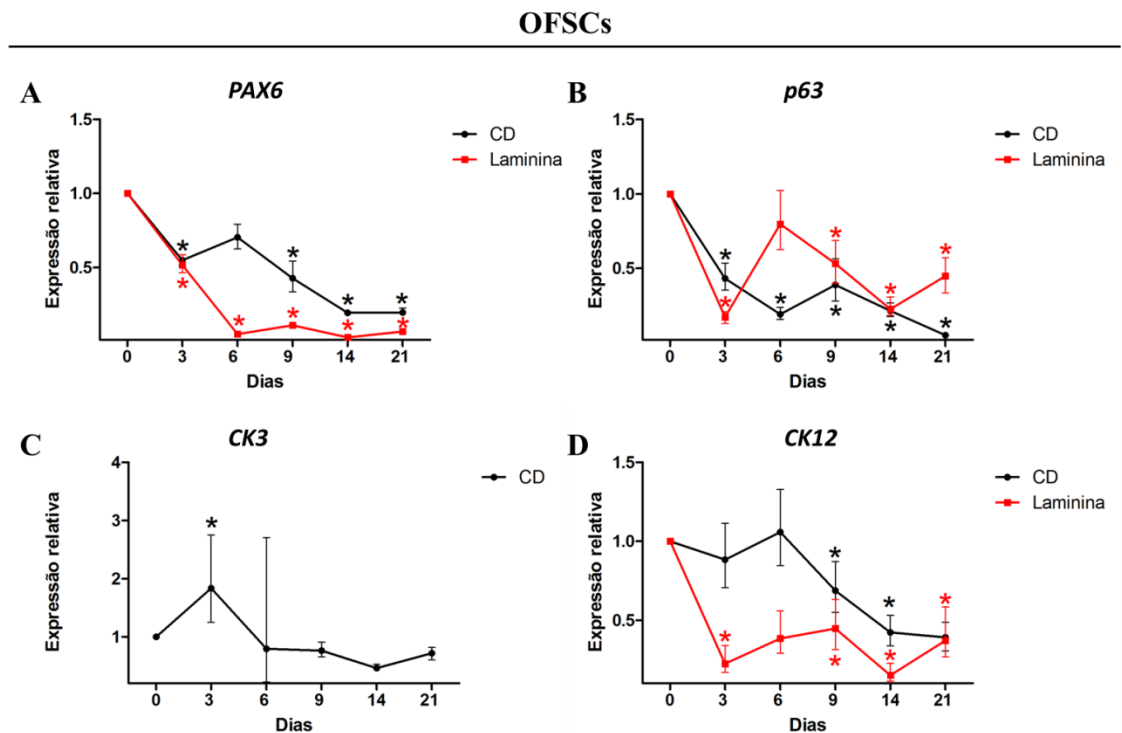 OFSCs
A
PAX6
1.5
1.0
0.5
Expressão relativa
0 3 6 9 14 21
Dias
CD
Laminina
B
p63
1.5
1.0
0.5
Expressão relativa
0 3 6 9 14 21
Dias
CD
Laminina
C
CK3
4
3
2
1
Expressão relativa
0 3 6 9 14 21
Dias
CD
D
CK12
1.5
1.0
0.5
Expressão relativa
0 3 6 9 14 21
Dias
CD
Laminina